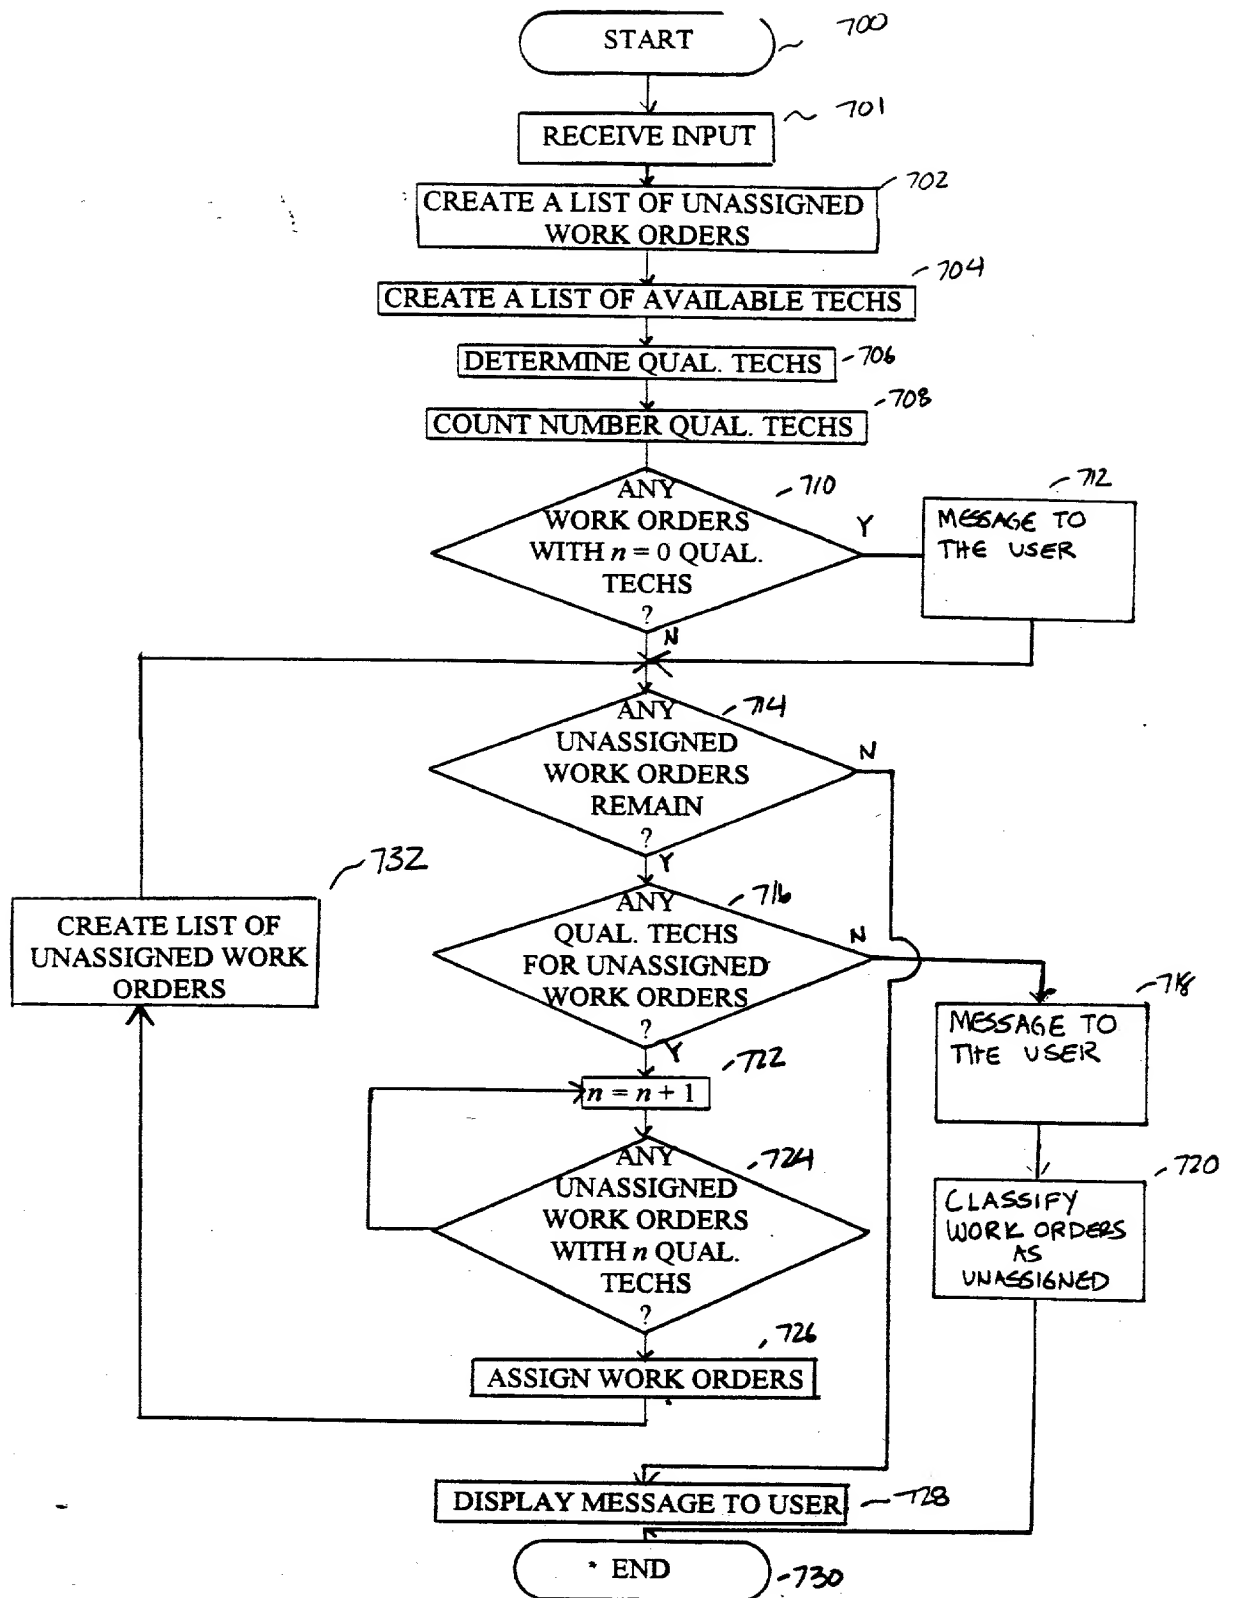 START
700
RECEIVE INPUT
701
702
CREATE A LIST OF UNASSIGNED
WORK ORDERS
704
CREATE A LIST OF AVAILABLE TECHS
DETERMINE QUAL. TECHS
706
708
COUNT NUMBER QUAL. TECHS
710
ANY
WORK ORDERS
WITH n = 0 QUAL.
TECHS
?
Y
712
MESSAGE TO
THE USER
N
714
ANY
UNASSIGNED
WORK ORDERS
REMAIN
?
N
Y
732
CREATE LIST OF
UNASSIGNED WORK
ORDERS
716
ANY
QUAL. TECHS
FOR UNASSIGNED
WORK ORDERS
?
N
Y
718
MESSAGE TO
THE USER
722
n = n + 1
724
ANY
UNASSIGNED
WORK ORDERS
WITH n QUAL.
TECHS
?
720
CLASSIFY
WORK ORDERS
AS
UNASSIGNED
726
ASSIGN WORK ORDERS
DISPLAY MESSAGE TO USER
728
END
730